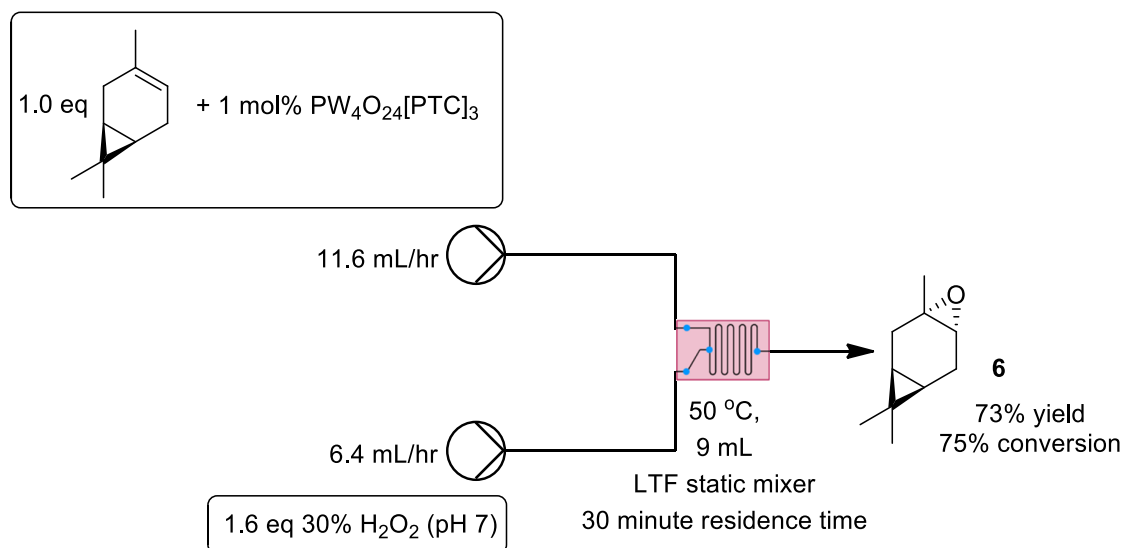 1.0 eq + 1 mol% PW₄O₂₄[PTC]₃
11.6 mL/hr
O
6
73% yield
75% conversion
50 °C,
9 mL
LTF static mixer
30 minute residence time
6.4 mL/hr
1.6 eq 30% H₂O₂ (pH 7)